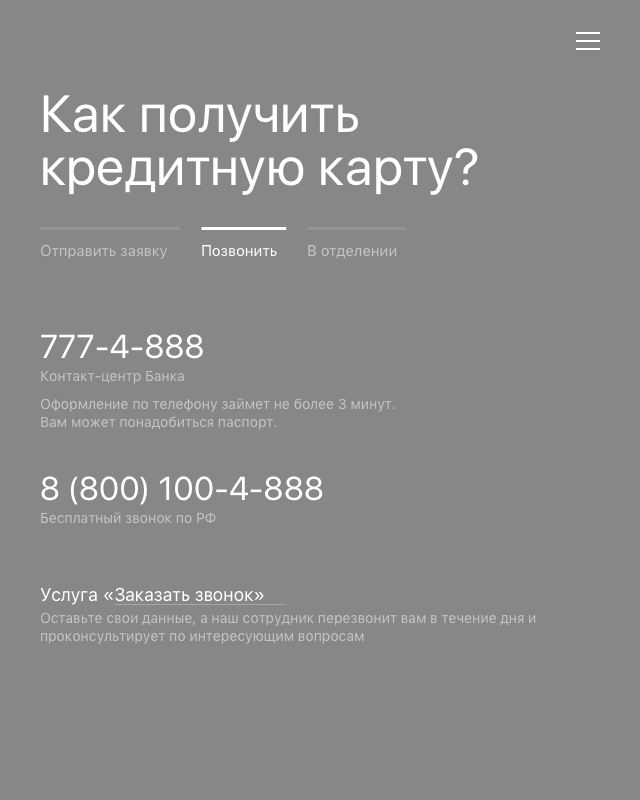 Как получить
кредитную карту?
Отправить заявку
Позвонить
В отделении
777-4-888
Контакт-центр Банка
Оформление по телефону займет не более 3 минут.
Вам может понадобиться паспорт.
8 (800) 100-4-888
Бесплатный звонок по РФ
Услуга «Заказать звонок»
Оставьте свои данные, а наш сотрудник перезвонит вам в течение дня и
проконсультирует по интересующим вопросам